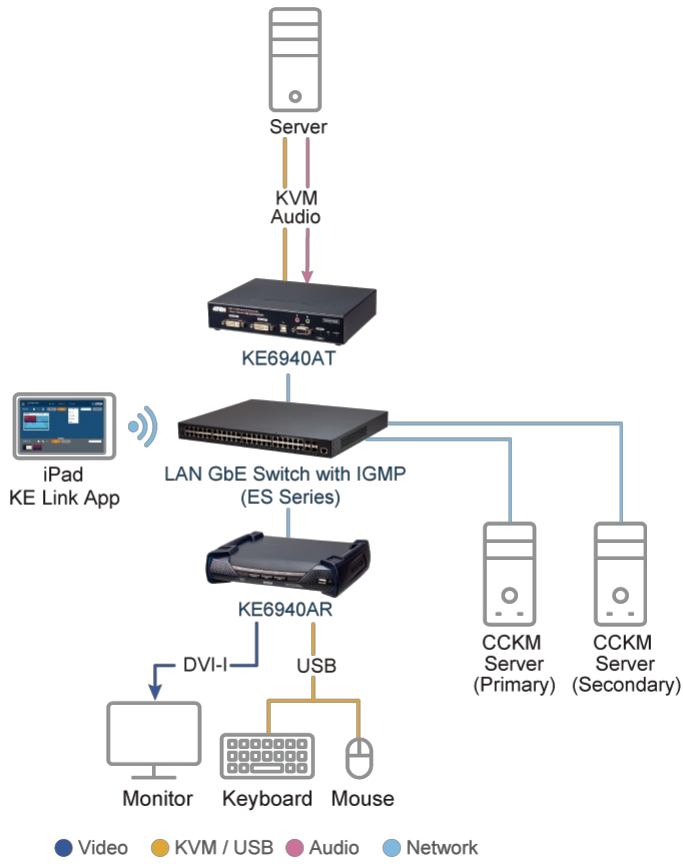 Server
KVM
Audio
ATEN
KE6940AT
iPad
KE Link App
LAN GbE Switch with IGMP
(ES Series)
KE6940AR
DVI-I
USB
CCKM
Server
(Primary)
CCKM
Server
(Secondary)
Monitor
Keyboard
Mouse
Video
KVM / USB
Audio
Network